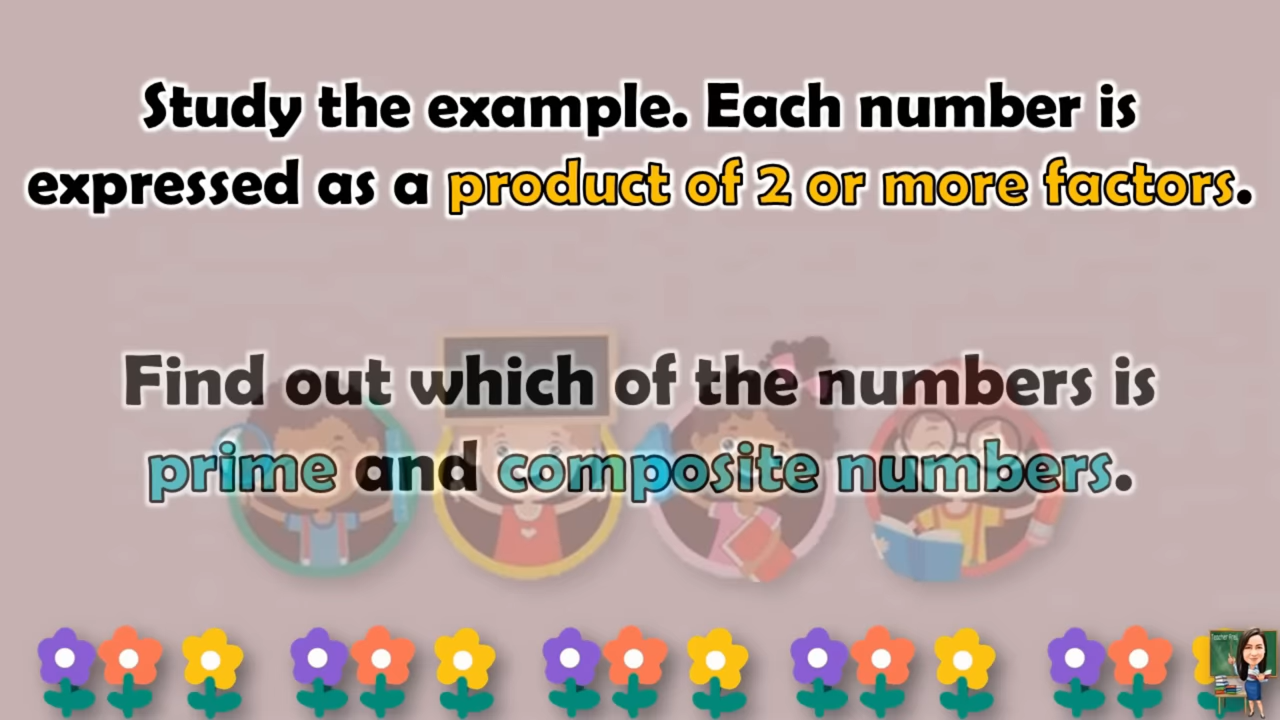 Study the example. Each number is
expressed as a product of 2 or more factors.
Find out which of the numbers is
prime and composite numbers.